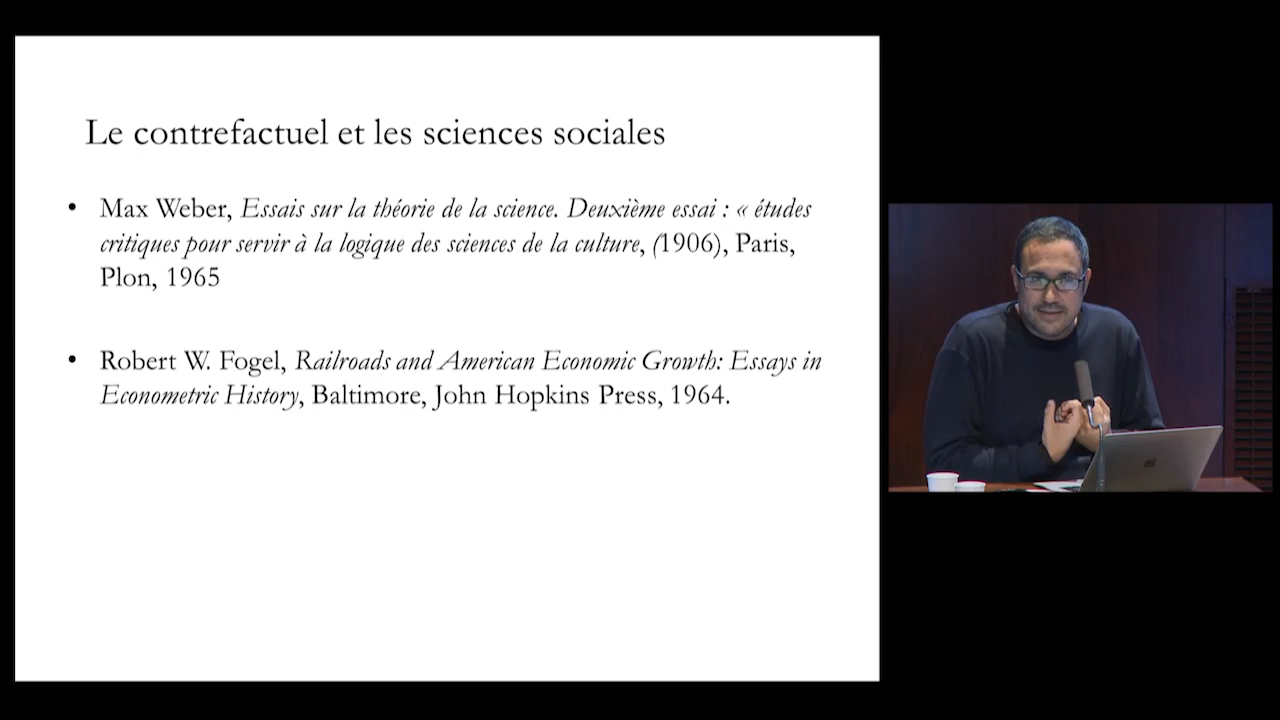 Le contrefactuel et les sciences sociales
• Max Weber, Essais sur la théorie de la science. Deuxième essai : « études
critiques pour servir à la logique des sciences de la culture, (1906), Paris,
Plon, 1965
• Robert W. Fogel, Railroads and American Economic Growth: Essays in
Econometric History, Baltimore, John Hopkins Press, 1964.